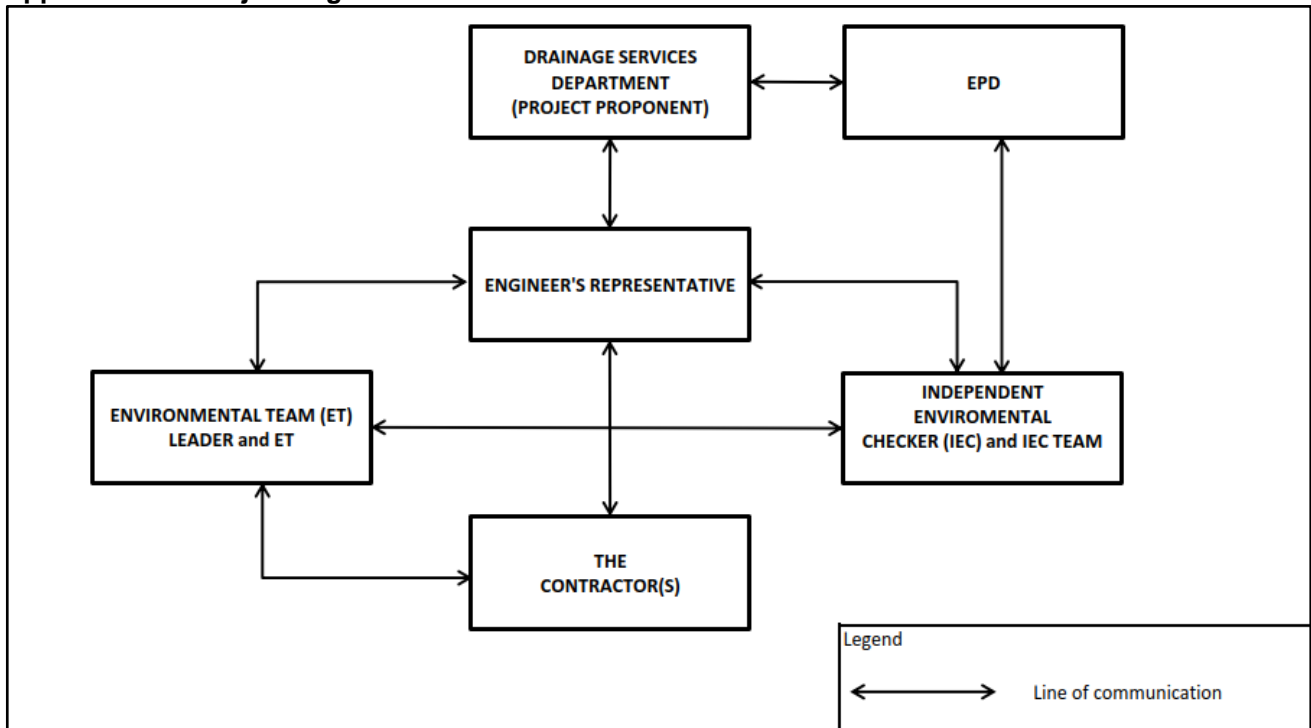 DRAINAGE SERVICES
DEPARTMENT
(PROJECT PROPONENT)
EPD
ENGINEER'S REPRESENTATIVE
ENVIRONMENTAL TEAM (ET)
LEADER and ET
INDEPENDENT
ENVIROMENTAL
CHECKER (IEC) and IEC TEAM
THE
CONTRACTOR(S)
Legend
Line of communication